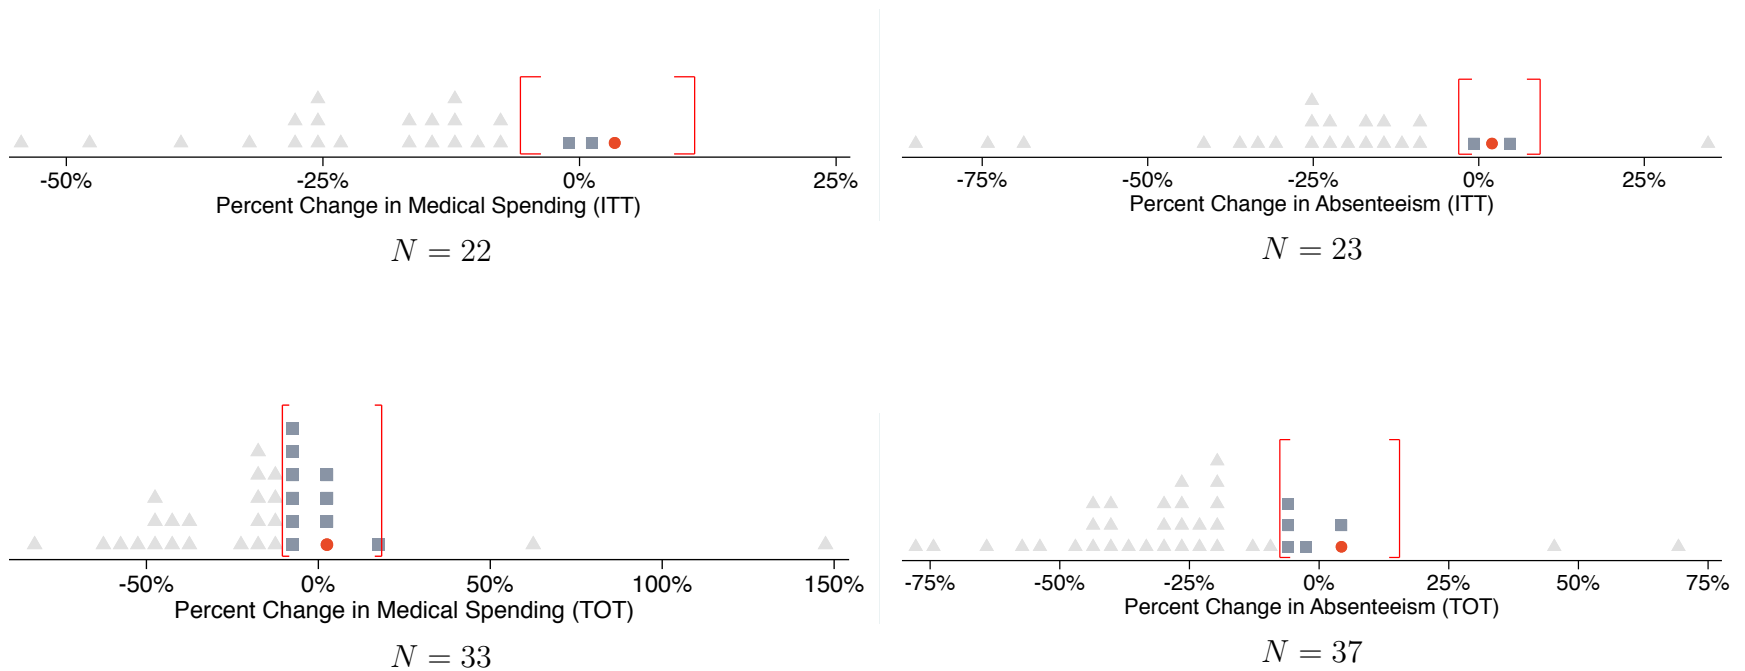 -50% -25% 0% 25%
Percent Change in Medical Spending (ITT)
N = 22
-75% -50% -25% 0% 25%
Percent Change in Absenteeism (ITT)
N = 23
-50% 0% 50% 100% 150%
Percent Change in Medical Spending (TOT)
N = 33
-75% -50% -25% 0% 25% 50% 75%
Percent Change in Absenteeism (TOT)
N = 37